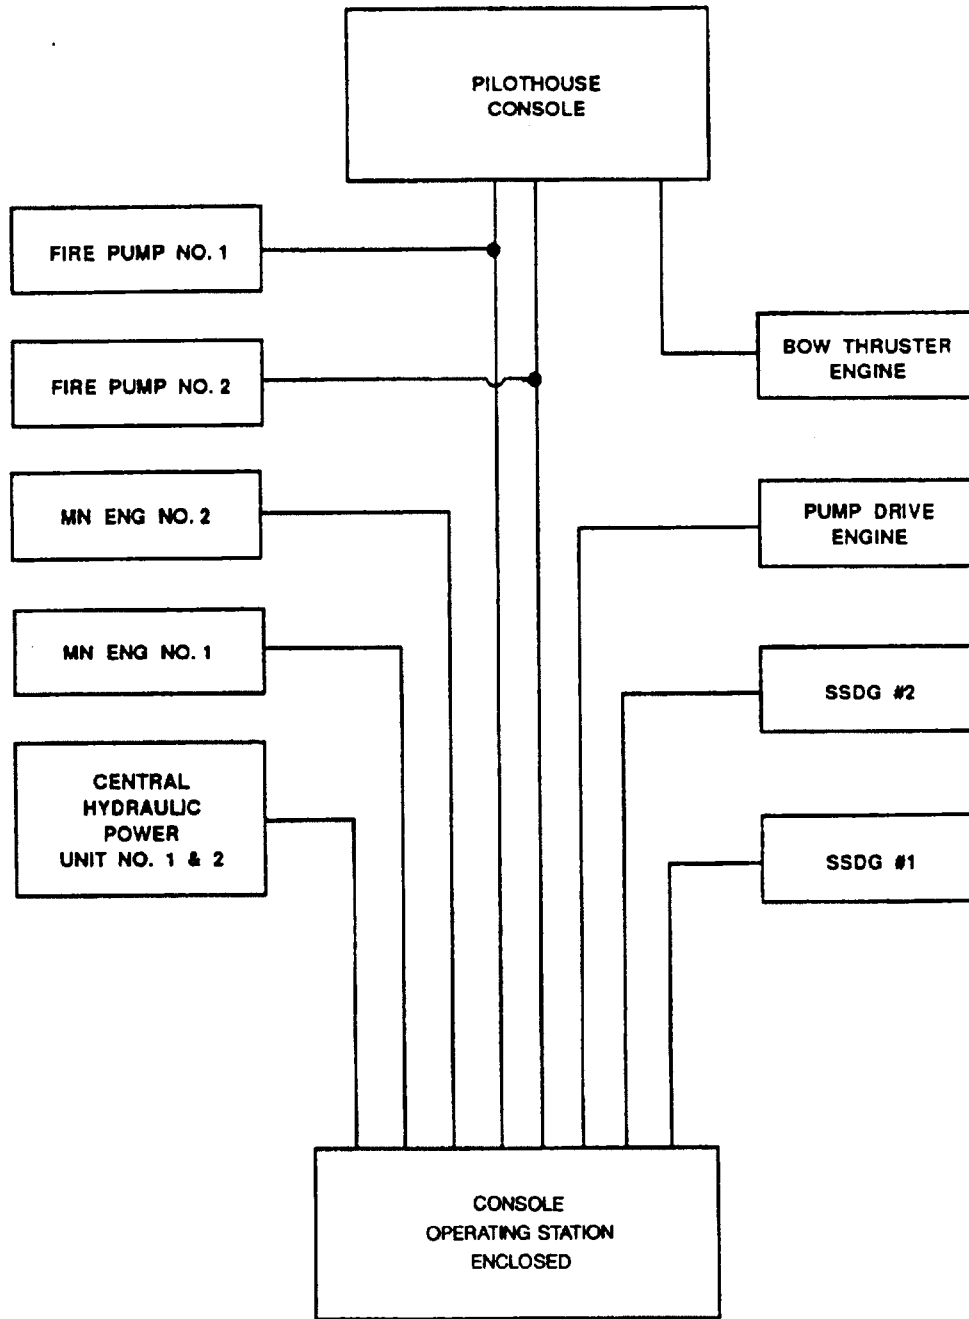 PILOTHOUSE
CONSOLE
FIRE PUMP NO. 1
BOW THRUSTER
ENGINE
FIRE PUMP NO. 2
MN ENG NO. 2
PUMP DRIVE
ENGINE
MN ENG NO. 1
SSDG #2
CENTRAL
HYDRAULIC
POWER
UNIT NO. 1 & 2
SSDG #1
CONSOLE
OPERATING STATION
ENCLOSED